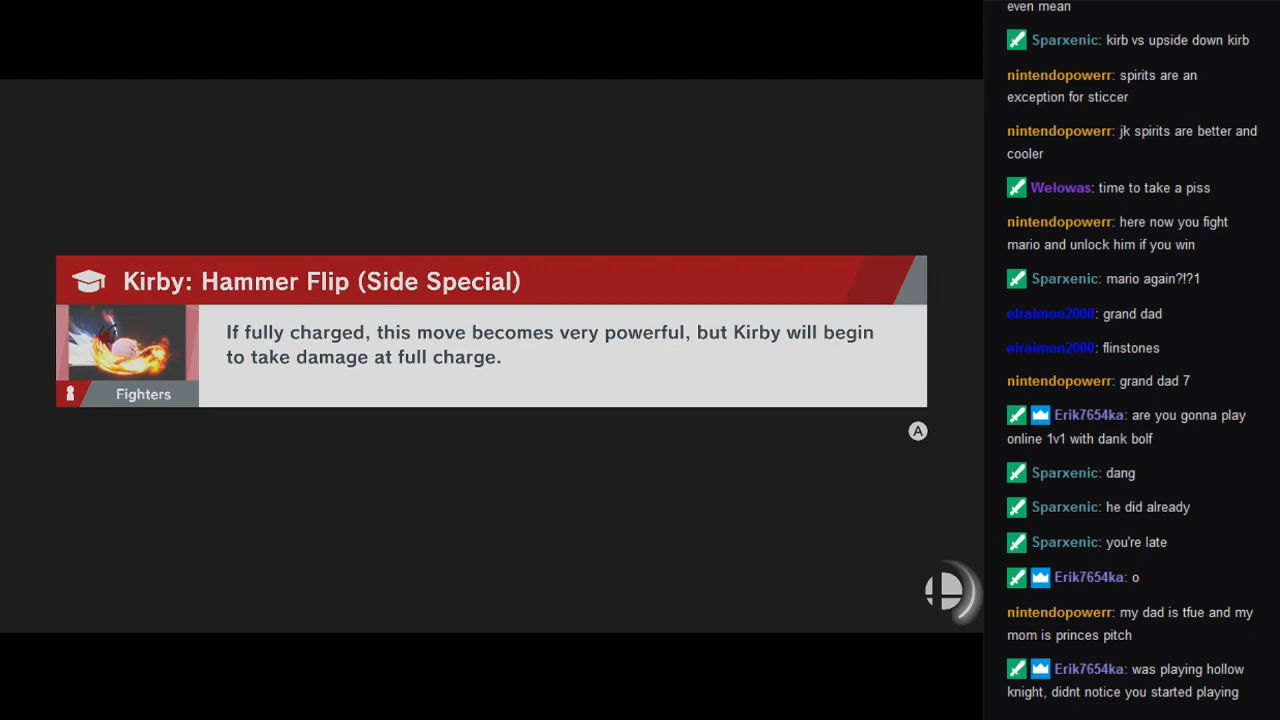 Kirby: Hammer Flip (Side Special)
If fully charged, this move becomes very powerful, but Kirby will begin
to take damage at full charge.
Fighters
A
even mean
Sparxenic: kirb vs upside down kirb
nintendopowerr: spirits are an
exception for sticcer
nintendopowerr: jk spirits are better and
cooler
Welowas: time to take a piss
nintendopowerr: here now you fight
mario and unlock him if you win
Sparxenic: mario again?!?1
elraimon2000: grand dad
elraimon2000: flinstones
nintendopowerr: grand dad 7
Erik7654ka: are you gonna play
online 1v1 with dank bolf
Sparxenic: dang
Sparxenic: he did already
Sparxenic: you're late
Erik7654ka: o
nintendopowerr: my dad is tfue and my
mom is princes pitch
Erik7654ka: was playing hollow
knight, didnt notice you started playing